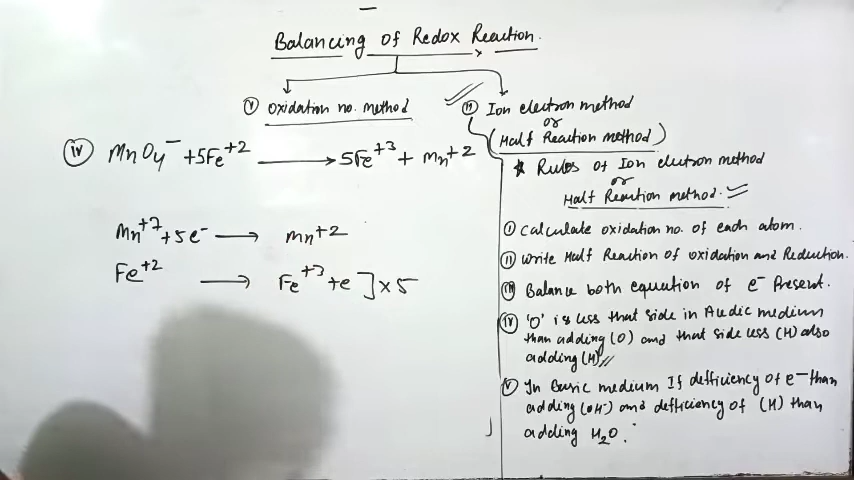 Balancing of Redox Reaction.
(i) Oxidation no. method
(ii) Ion electron method
or
(Half Reaction method)
(iv) MnO4⁻ + 5Fe⁺² ⟶ 5Fe⁺³ + Mn⁺²
Mn⁺⁷ + 5e⁻ ⟶ Mn⁺²
Fe⁺² ⟶ Fe⁺³ + e ] × 5
* Rules of Ion electron method
or
Half Reaction method.
(i) Calculate oxidation no. of each atom.
(ii) Write Half Reaction of oxidation and Reduction.
(iii) Balance both equation of e⁻ Present.
(iv) 'O' is less that side in Acidic medium
than adding (O) and that side less (H) also
adding (H)
(v) In Basic medium If defficiency of e⁻ than
adding (OH⁻) and defficiency of (H) than
adding H2O.